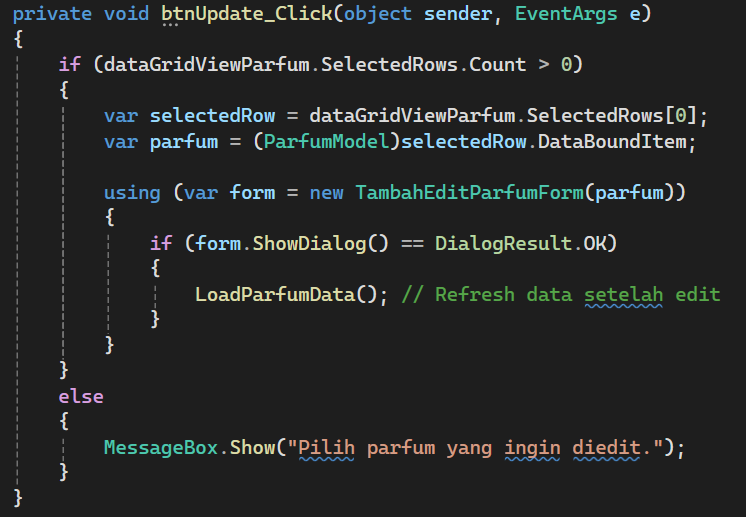 private void btnUpdate_Click(object sender, EventArgs e)
{
    if (dataGridViewParfum.SelectedRows.Count > 0)
    {
        var selectedRow = dataGridViewParfum.SelectedRows[0];
        var parfum = (ParfumModel)selectedRow.DataBoundItem;

        using (var form = new TambahEditParfumForm(parfum))
        {
            if (form.ShowDialog() == DialogResult.OK)
            {
                LoadParfumData(); // Refresh data setelah edit
            }
        }
    }
    else
    {
        MessageBox.Show("Pilih parfum yang ingin diedit.");
    }
}